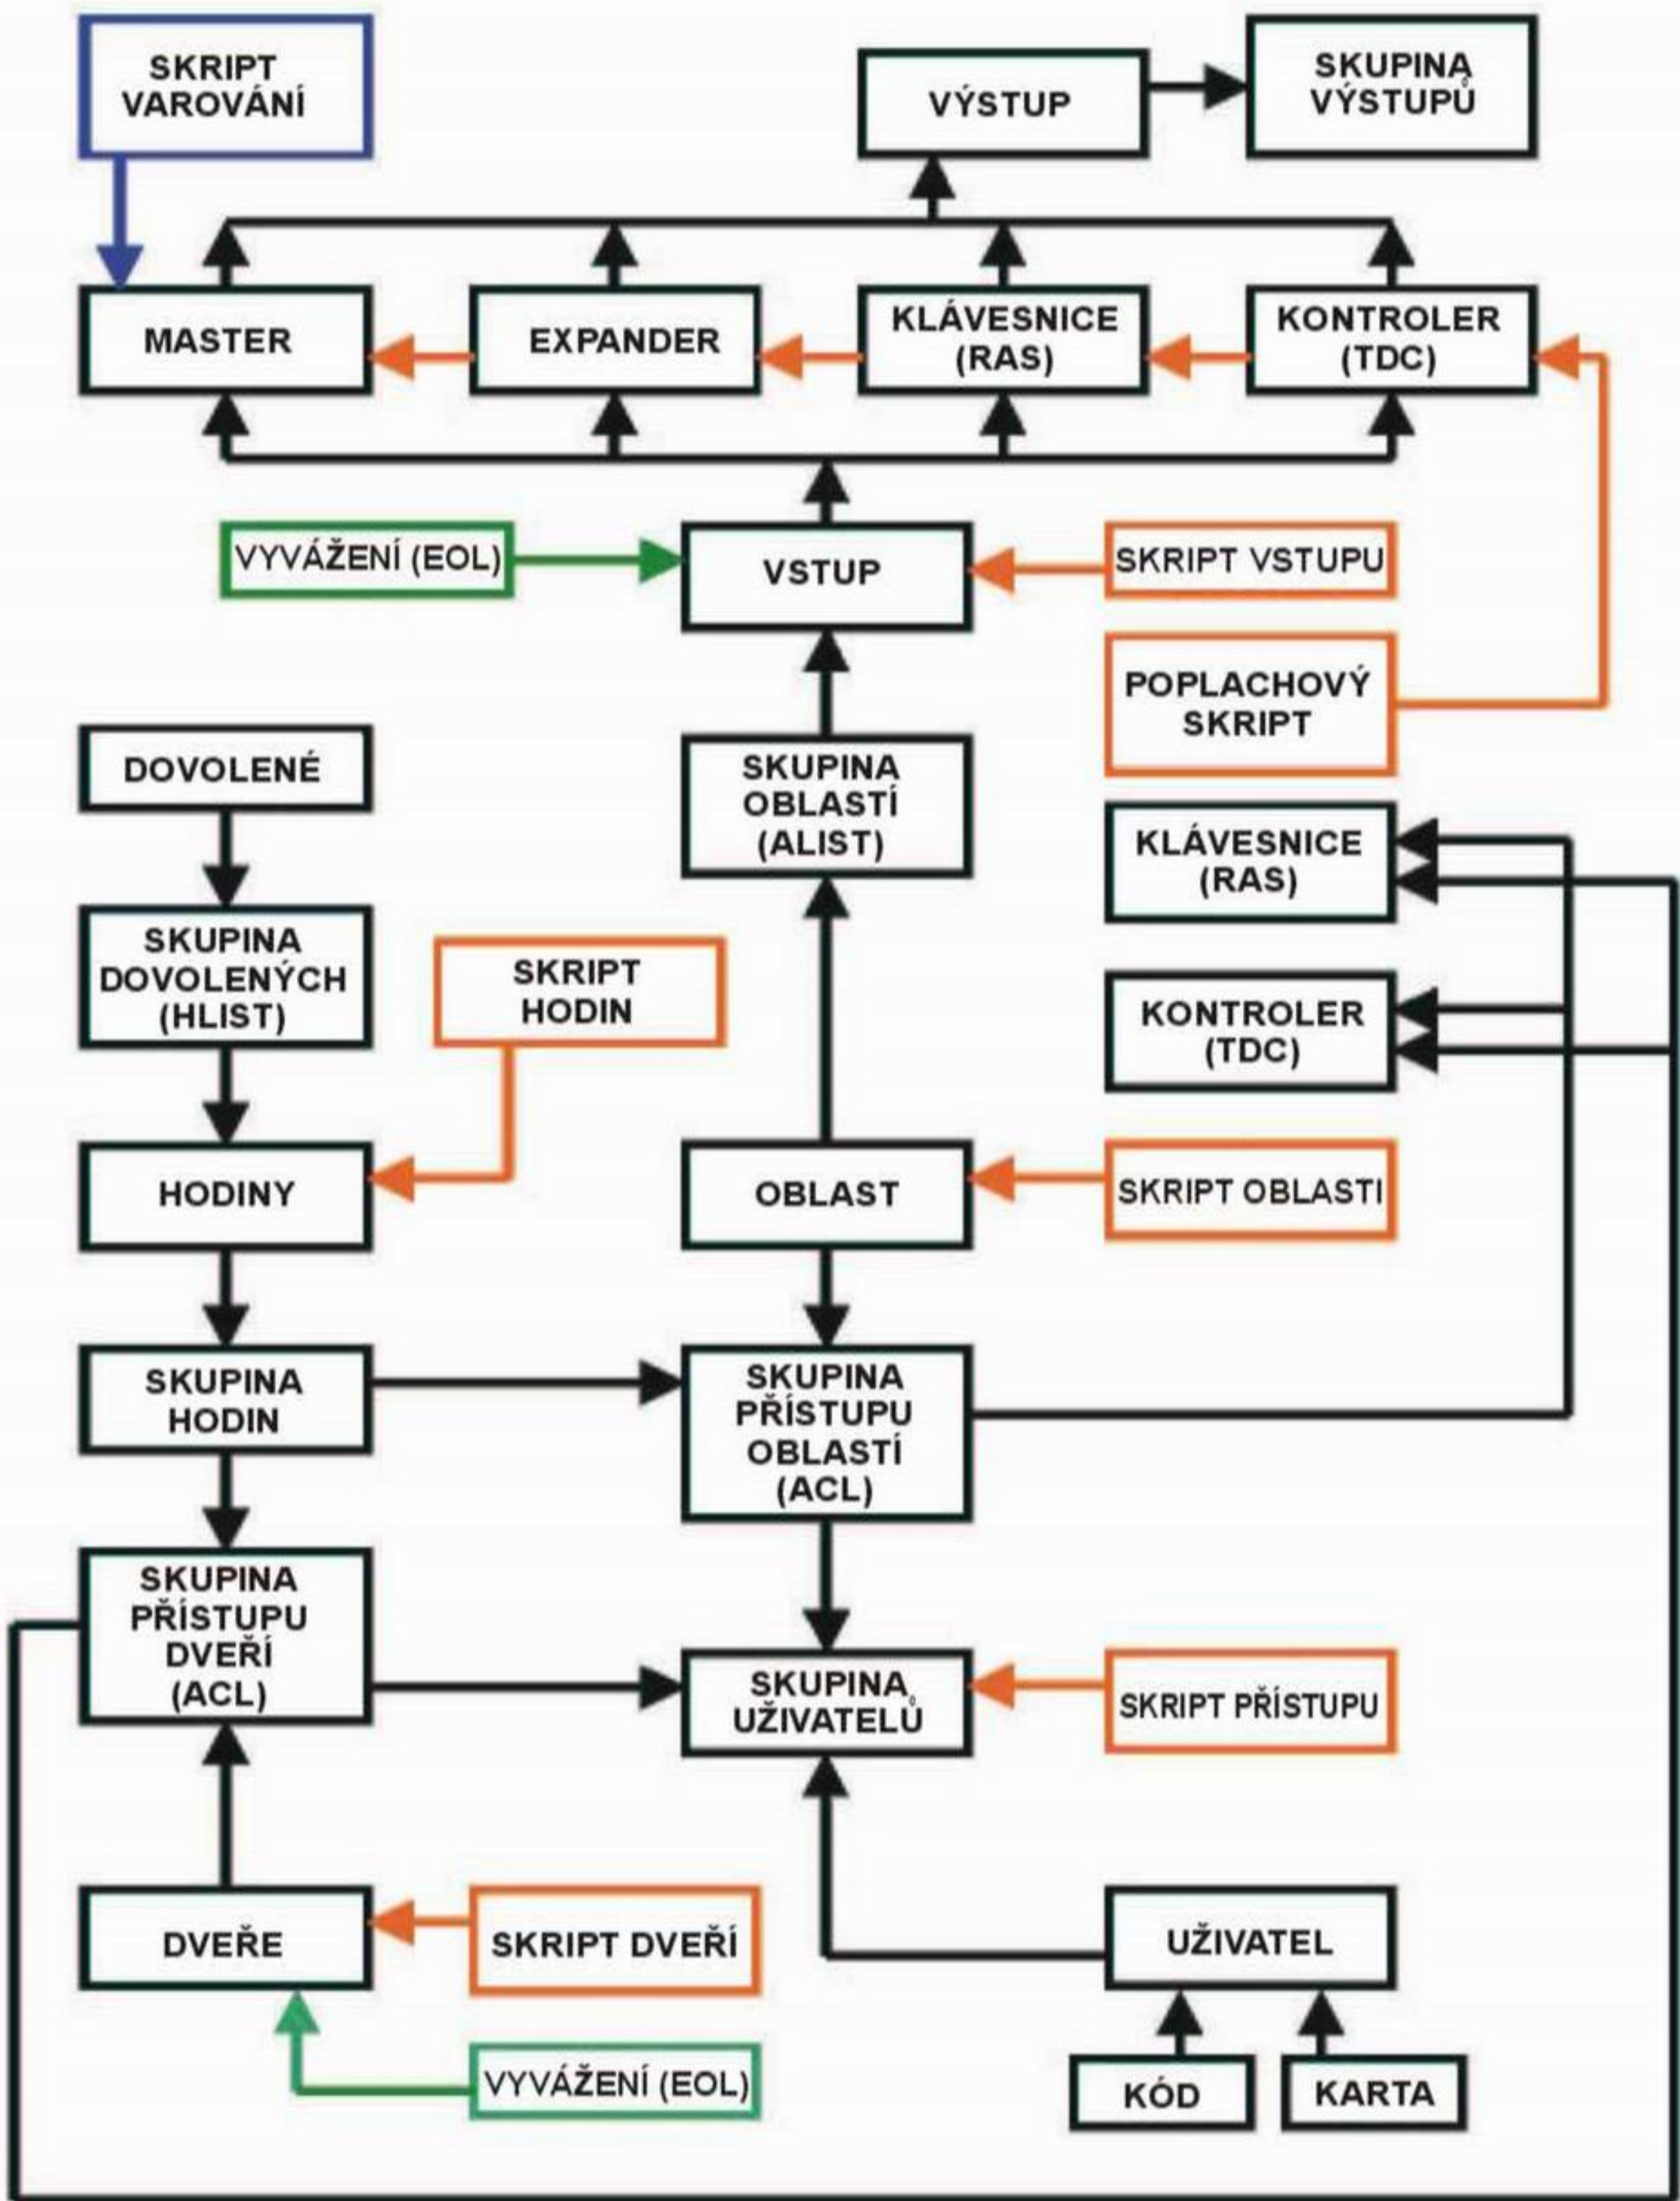 SKRIPT
VAROVÁNÍ
VÝSTUP
SKUPINA
VÝSTUPŮ
MASTER
EXPANDER
KLÁVESNICE
(RAS)
KONTROLER
(TDC)
VYVÁŽENÍ (EOL)
VSTUP
SKRIPT VSTUPU
POPLACHOVÝ
SKRIPT
DOVOLENÉ
SKUPINA
OBLASTÍ
(ALIST)
KLÁVESNICE
(RAS)
SKUPINA
DOVOLENÝCH
(HLIST)
SKRIPT
HODIN
KONTROLER
(TDC)
HODINY
OBLAST
SKRIPT OBLASTI
SKUPINA
HODIN
SKUPINA
PŘÍSTUPU
OBLASTÍ
(ACL)
SKUPINA
PŘÍSTUPU
DVEŘÍ
(ACL)
SKUPINA
UŽIVATELŮ
SKRIPT PŘÍSTUPU
DVEŘE
SKRIPT DVEŘÍ
UŽIVATEL
VYVÁŽENÍ (EOL)
KÓD
KARTA